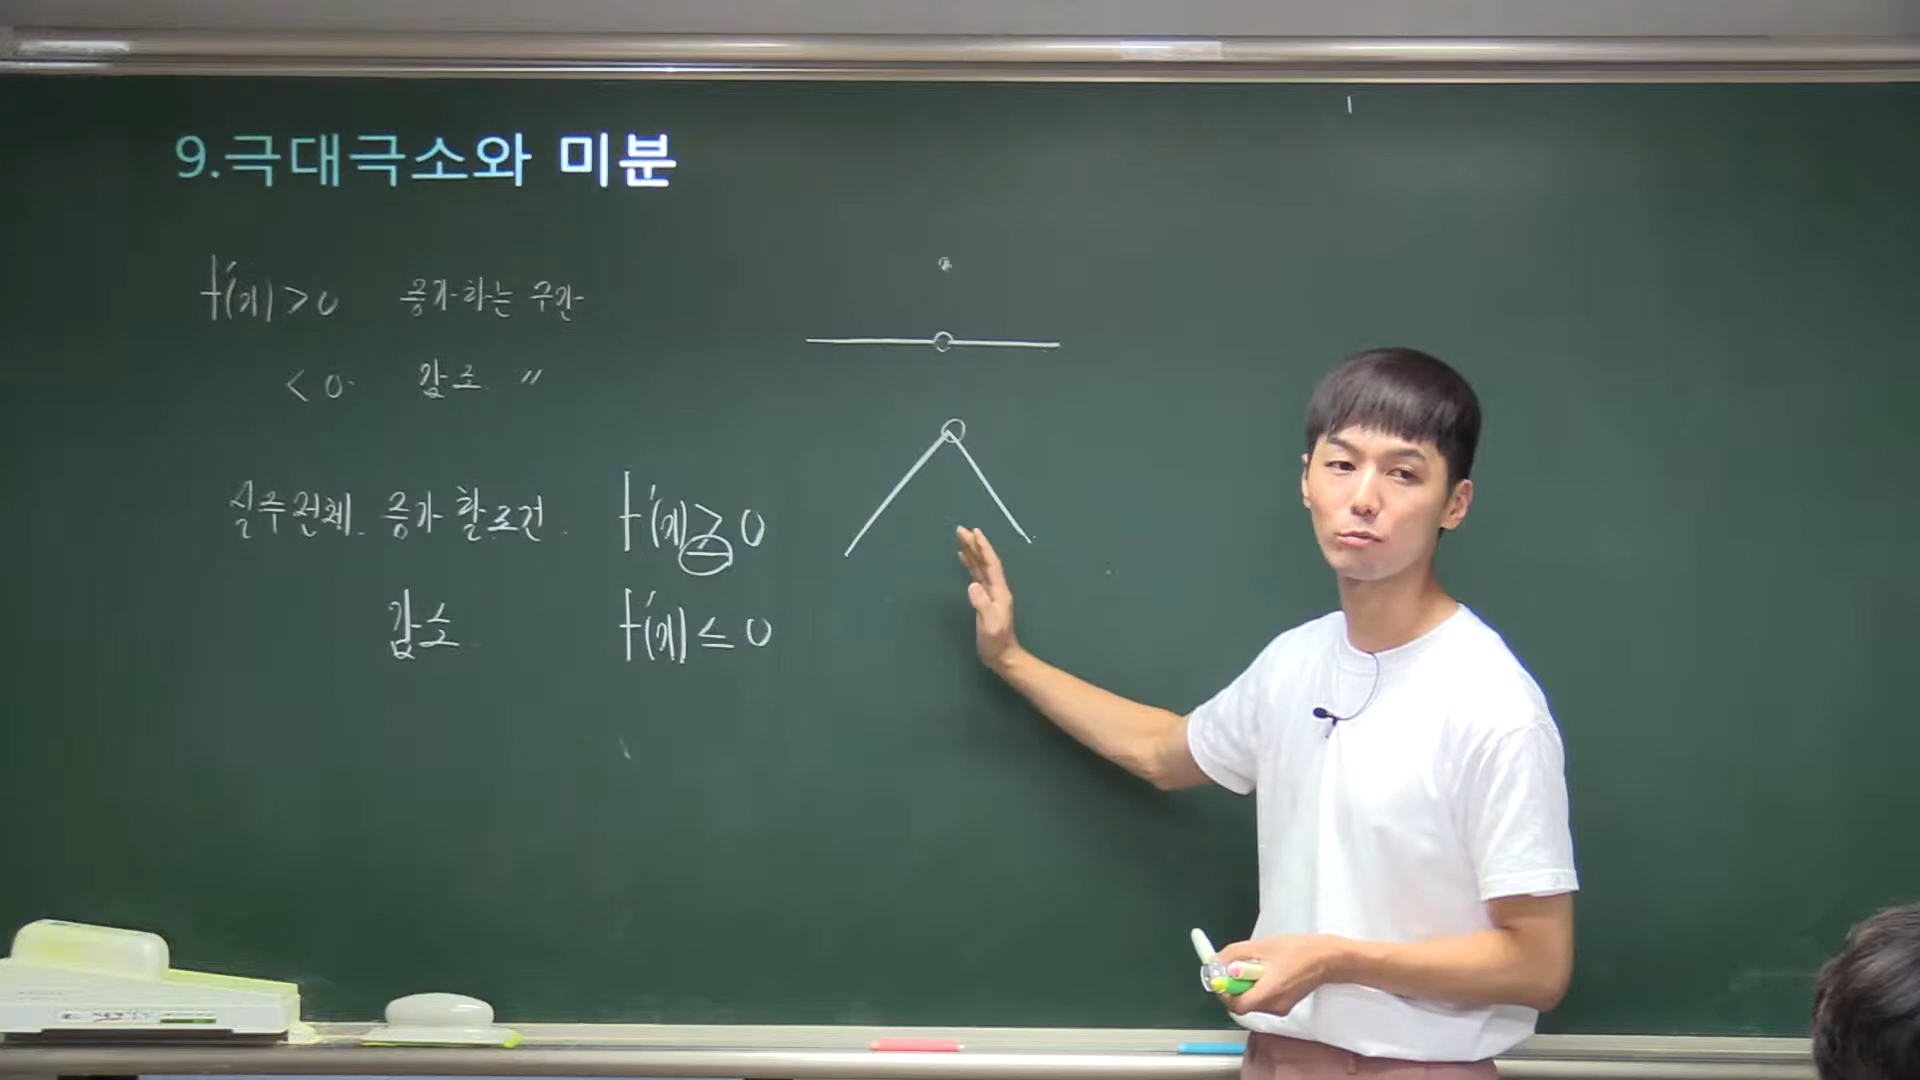 9.극대극소와 미분
f'(x) > 0 증가하는 구간
< 0 감소 〃
실수전체 증가할조건 f'(x) ≥ 0
감소 f'(x) ≤ 0